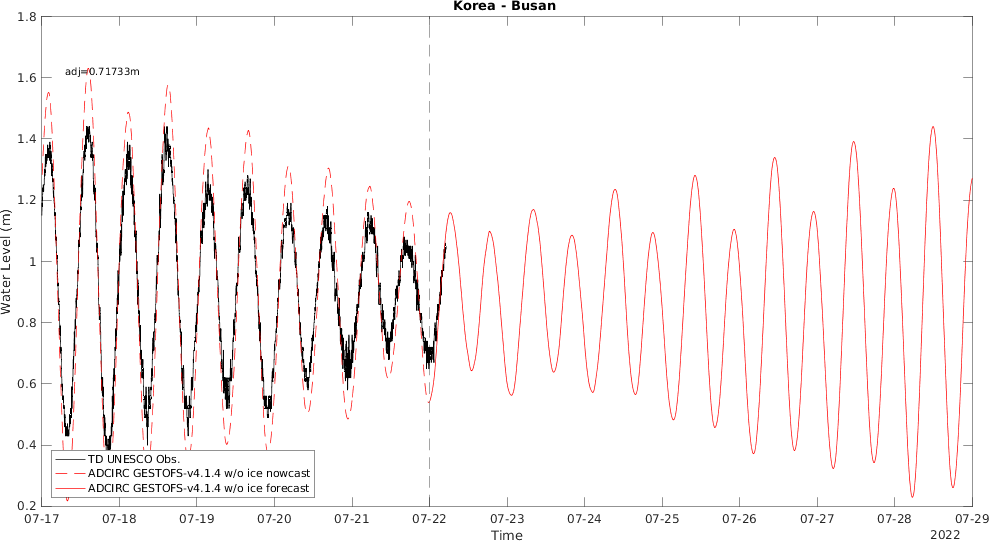 Korea - Busan
1.8
1.6
1.4
1.2
1
0.8
0.6
0.4
0.2
Water Level (m)
adj=0.71733m
TD UNESCO Obs.
ADCIRC GESTOFS-v4.1.4 w/o ice nowcast
ADCIRC GESTOFS-v4.1.4 w/o ice forecast
07-17 07-18 07-19 07-20 07-21 07-22 07-23 07-24 07-25 07-26 07-27 07-28 07-29
Time
2022